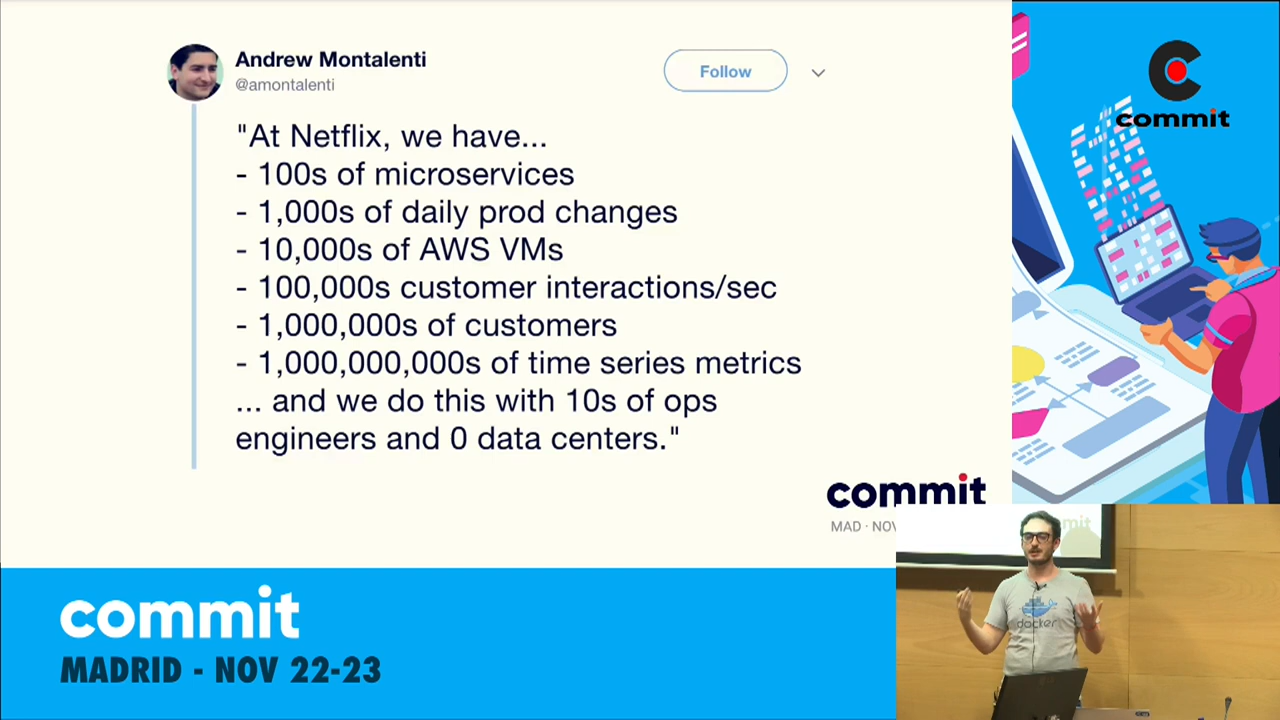 Andrew Montalenti
@amontalenti
Follow
"At Netflix, we have...
- 100s of microservices
- 1,000s of daily prod changes
- 10,000s of AWS VMs
- 100,000s customer interactions/sec
- 1,000,000s of customers
- 1,000,000,000s of time series metrics
... and we do this with 10s of ops
engineers and 0 data centers."
commit
MAD · NOV
commit
commit
MADRID - NOV 22-23
docker